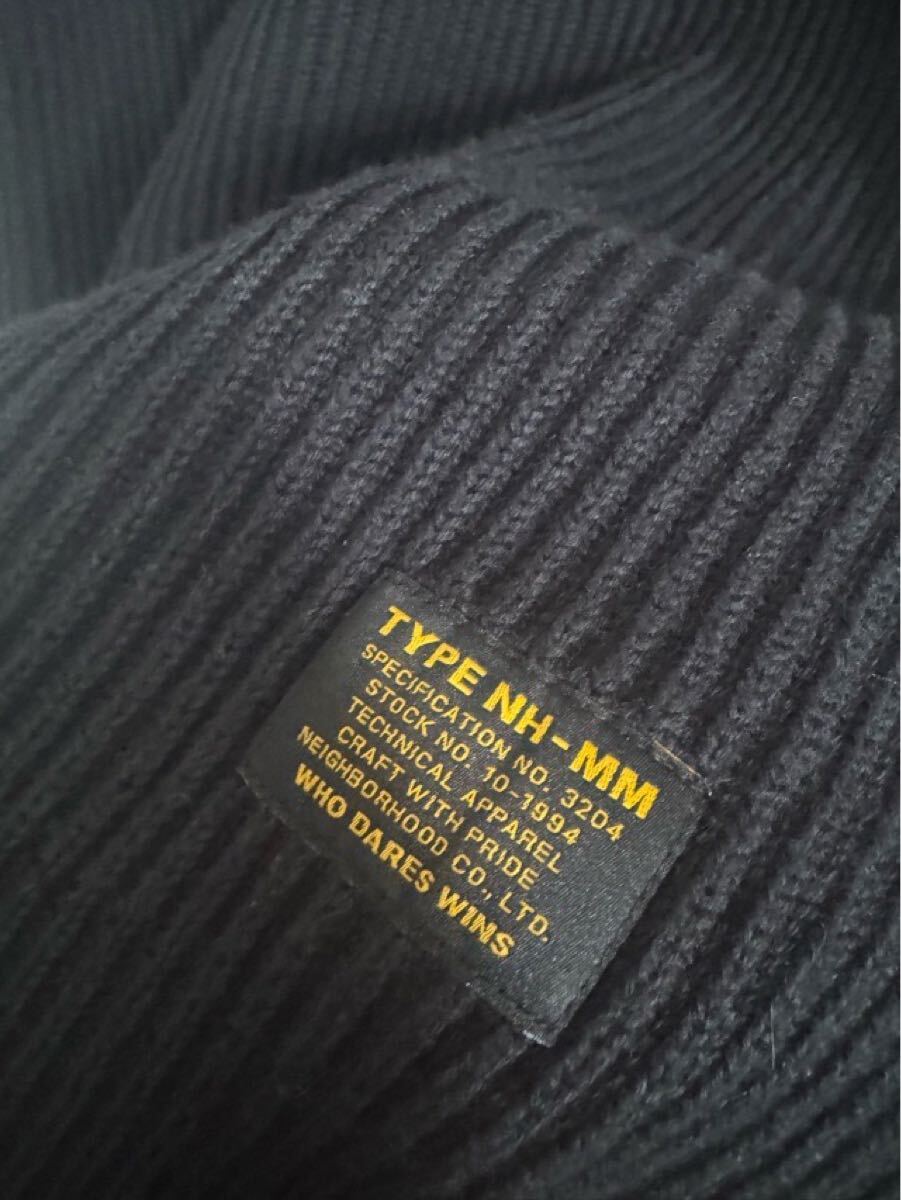 TYPE NH-MM
SPECIFICATION NO. 3204
STOCK NO. 10-1994
TECHNICAL APPAREL
CRAFT WITH PRIDE
NEIGHBORHOOD CO., LTD.
WHO DARES WINS